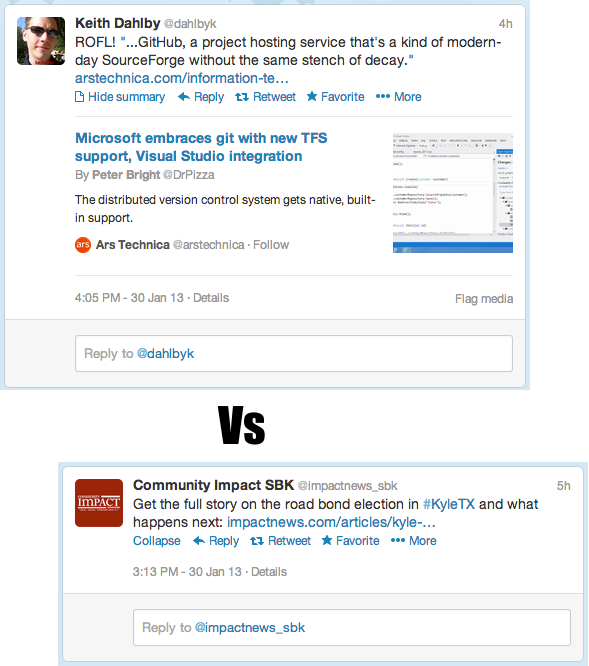 Keith Dahlby @dahlbyk 4h
ROFL! "...GitHub, a project hosting service that's a kind of modern-
day SourceForge without the same stench of decay."
arstechnica.com/information-te…
Hide summary Reply Retweet Favorite More
Microsoft embraces git with new TFS
support, Visual Studio integration
By Peter Bright @DrPizza
The distributed version control system gets native, built-
in support.
ars Ars Technica @arstechnica · Follow
4:05 PM - 30 Jan 13 · Details Flag media
Reply to @dahlbyk
Vs
COMMUNITY
IMPACT
Community Impact SBK @impactnews_sbk 5h
Get the full story on the road bond election in #KyleTX and what
happens next: impactnews.com/articles/kyle-…
Collapse Reply Retweet Favorite More
3:13 PM - 30 Jan 13 · Details
Reply to @impactnews_sbk